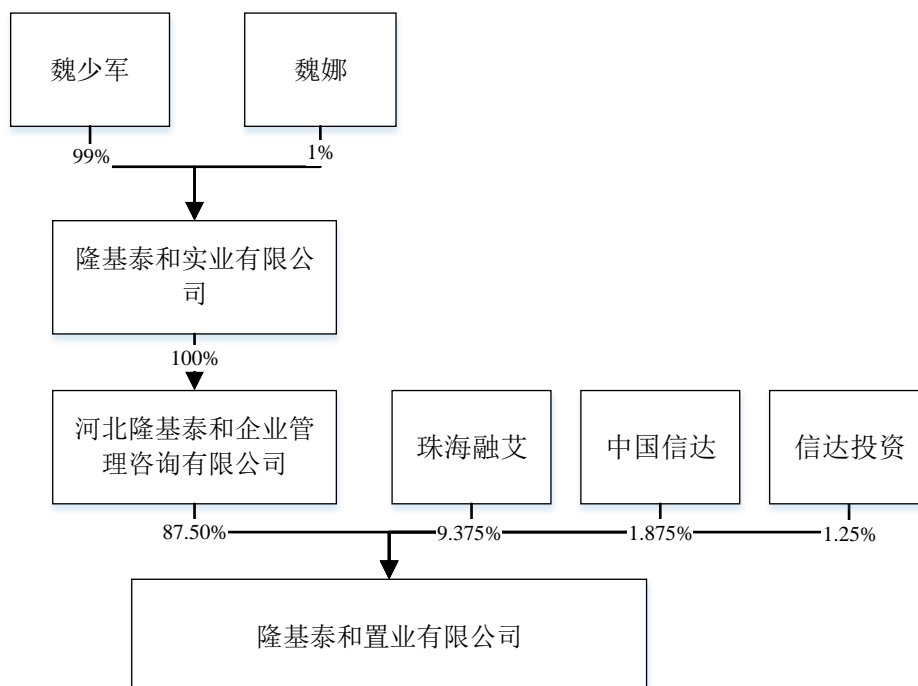 魏少军
魏娜
99%
1%
隆基泰和实业有限公
司
100%
河北隆基泰和企业管
理咨询有限公司
珠海融艾
中国信达
信达投资
87.50%
9.375%
1.875%
1.25%
隆基泰和置业有限公司